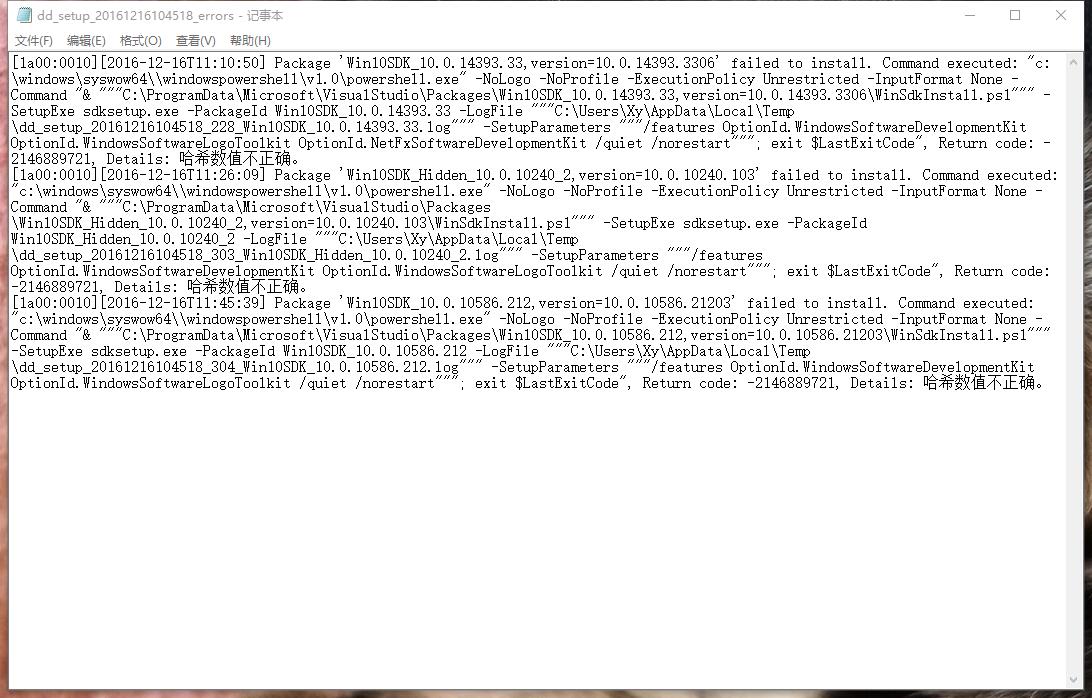 dd_setup_20161216104518_errors - 记事本
文件(F) 编辑(E) 格式(O) 查看(V) 帮助(H)
[1a00:0010][2016-12-16T11:10:50] Package 'Win10SDK_10.0.14393.33,version=10.0.14393.3306' failed to install. Command executed: "c:
\windows\syswow64\\windowspowershell\v1.0\powershell.exe" -NoLogo -NoProfile -ExecutionPolicy Unrestricted -InputFormat None -
Command "& """C:\ProgramData\Microsoft\VisualStudio\Packages\Win10SDK_10.0.14393.33,version=10.0.14393.3306\WinSdkInstall.ps1""" -
SetupExe sdksetup.exe -PackageId Win10SDK_10.0.14393.33 -LogFile """C:\Users\Xy\AppData\Local\Temp
\dd_setup_20161216104518_228_Win10SDK_10.0.14393.33.log""" -SetupParameters """/features OptionId.WindowsSoftwareDevelopmentKit
OptionId.WindowsSoftwareLogoToolkit OptionId.NetFxSoftwareDevelopmentKit /quiet /norestart"""; exit $LastExitCode", Return code: -
2146889721, Details: 哈希数值不正确。
[1a00:0010][2016-12-16T11:26:09] Package 'Win10SDK_Hidden_10.0.10240_2,version=10.0.10240.103' failed to install. Command executed:
"c:\windows\syswow64\\windowspowershell\v1.0\powershell.exe" -NoLogo -NoProfile -ExecutionPolicy Unrestricted -InputFormat None -
Command "& """C:\ProgramData\Microsoft\VisualStudio\Packages
\Win10SDK_Hidden_10.0.10240_2,version=10.0.10240.103\WinSdkInstall.ps1""" -SetupExe sdksetup.exe -PackageId
Win10SDK_Hidden_10.0.10240_2 -LogFile """C:\Users\Xy\AppData\Local\Temp
\dd_setup_20161216104518_303_Win10SDK_Hidden_10.0.10240_2.log""" -SetupParameters """/features
OptionId.WindowsSoftwareDevelopmentKit OptionId.WindowsSoftwareLogoToolkit /quiet /norestart"""; exit $LastExitCode", Return code:
-2146889721, Details: 哈希数值不正确。
[1a00:0010][2016-12-16T11:45:39] Package 'Win10SDK_10.0.10586.212,version=10.0.10586.21203' failed to install. Command executed:
"c:\windows\syswow64\\windowspowershell\v1.0\powershell.exe" -NoLogo -NoProfile -ExecutionPolicy Unrestricted -InputFormat None -
Command "& """C:\ProgramData\Microsoft\VisualStudio\Packages\Win10SDK_10.0.10586.212,version=10.0.10586.21203\WinSdkInstall.ps1"""
-SetupExe sdksetup.exe -PackageId Win10SDK_10.0.10586.212 -LogFile """C:\Users\Xy\AppData\Local\Temp
\dd_setup_20161216104518_304_Win10SDK_10.0.10586.212.log""" -SetupParameters """/features OptionId.WindowsSoftwareDevelopmentKit
OptionId.WindowsSoftwareLogoToolkit /quiet /norestart"""; exit $LastExitCode", Return code: -2146889721, Details: 哈希数值不正确。